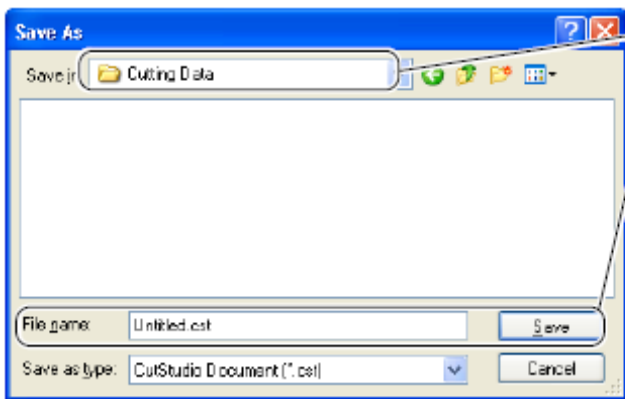 Save As
Save in Cutting Data
File name: Untitled.cst Save
Save as type: CutStudio Document (*.cst) Cancel